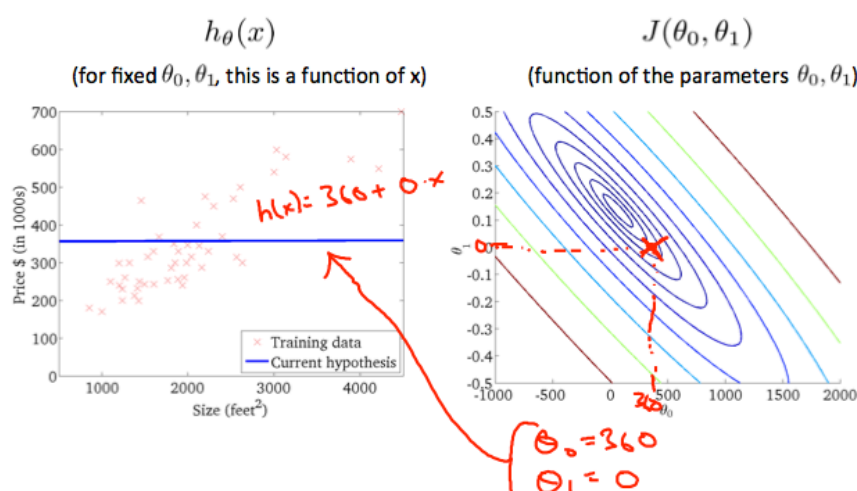 hθ(x)
(for fixed θ₀, θ₁, this is a function of x)
700
600
500
400
300
200
100
0
1000
2000
3000
4000
Price $ (in 1000s)
Size (feet²)
h(x) = 360 + 0·x
Training data
Current hypothesis
J(θ₀, θ₁)
(function of the parameters θ₀, θ₁)
0.5
0.4
0.3
0.2
0.1
0
-0.1
-0.2
-0.3
-0.4
-0.5
θ₁
-1000
-500
0
500
1000
1500
2000
360
θ₀
θ₀ = 360
θ₁ = 0